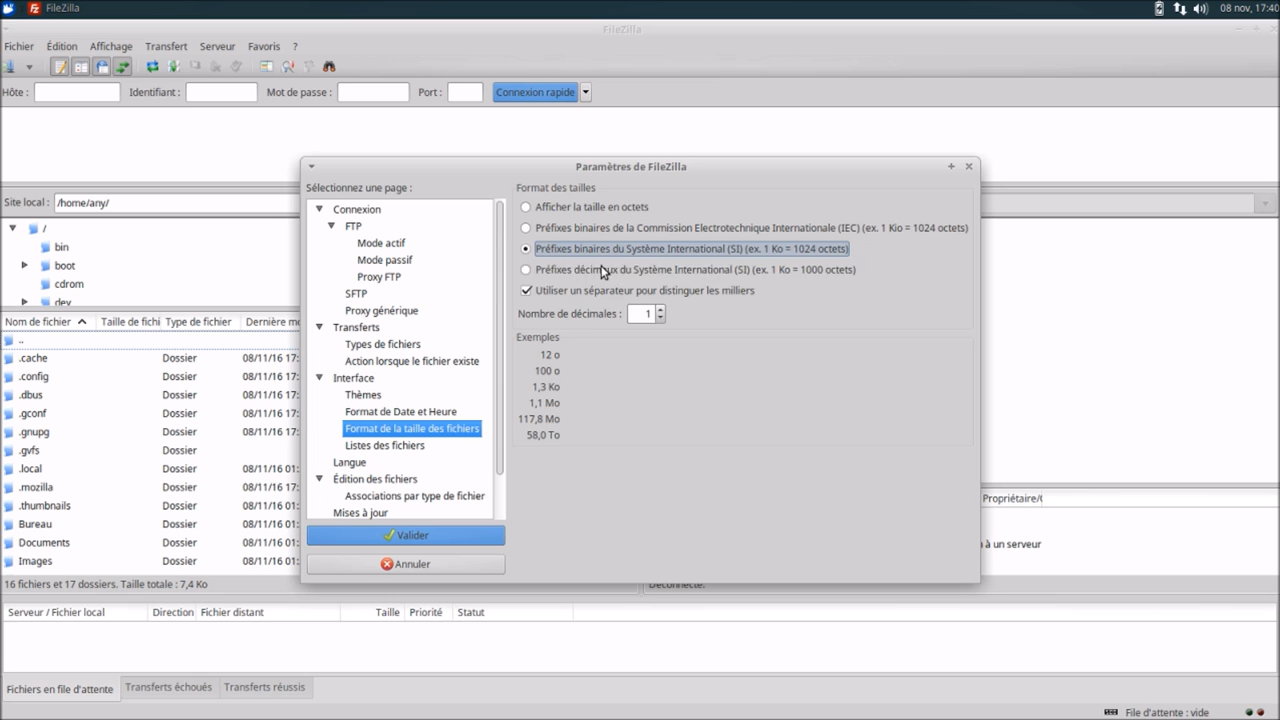 FileZilla
08 nov, 17:40
FileZilla
Fichier Édition Affichage Transfert Serveur Favoris ?
Hôte : Identifiant : Mot de passe : Port : Connexion rapide
Site local : /home/any/
/
bin
boot
cdrom
dev
Nom de fichier Taille de fichi Type de fichier Dernière mo
..
.cache Dossier 08/11/16 17:
.config Dossier 08/11/16 17:
.dbus Dossier 08/11/16 17:
.gconf Dossier 08/11/16 17:
.gnupg Dossier 08/11/16 17:
.gvfs Dossier
.local Dossier 08/11/16 01:
.mozilla Dossier 08/11/16 17:
.thumbnails Dossier 08/11/16 01:
Bureau Dossier 08/11/16 01:
Documents Dossier 08/11/16 01:
Images Dossier 08/11/16 01:
16 fichiers et 17 dossiers. Taille totale : 7,4 Ko
Paramètres de FileZilla
Sélectionnez une page :
Connexion
FTP
Mode actif
Mode passif
Proxy FTP
SFTP
Proxy générique
Transferts
Types de fichiers
Action lorsque le fichier existe
Interface
Thèmes
Format de Date et Heure
Format de la taille des fichiers
Listes des fichiers
Langue
Édition des fichiers
Associations par type de fichier
Mises à jour
Valider
Annuler
Format des tailles
Afficher la taille en octets
Préfixes binaires de la Commission Electrotechnique Internationale (IEC) (ex. 1 Kio = 1024 octets)
Préfixes binaires du Système International (SI) (ex. 1 Ko = 1024 octets)
Préfixes décimaux du Système International (SI) (ex. 1 Ko = 1000 octets)
Utiliser un séparateur pour distinguer les milliers
Nombre de décimales : 1
Exemples
12 o
100 o
1,3 Ko
1,1 Mo
117,8 Mo
58,0 To
Propriétaire/(
à un serveur
Déconnecté.
Serveur / Fichier local Direction Fichier distant Taille Priorité Statut
Fichiers en file d'attente Transferts échoués Transferts réussis
File d'attente : vide